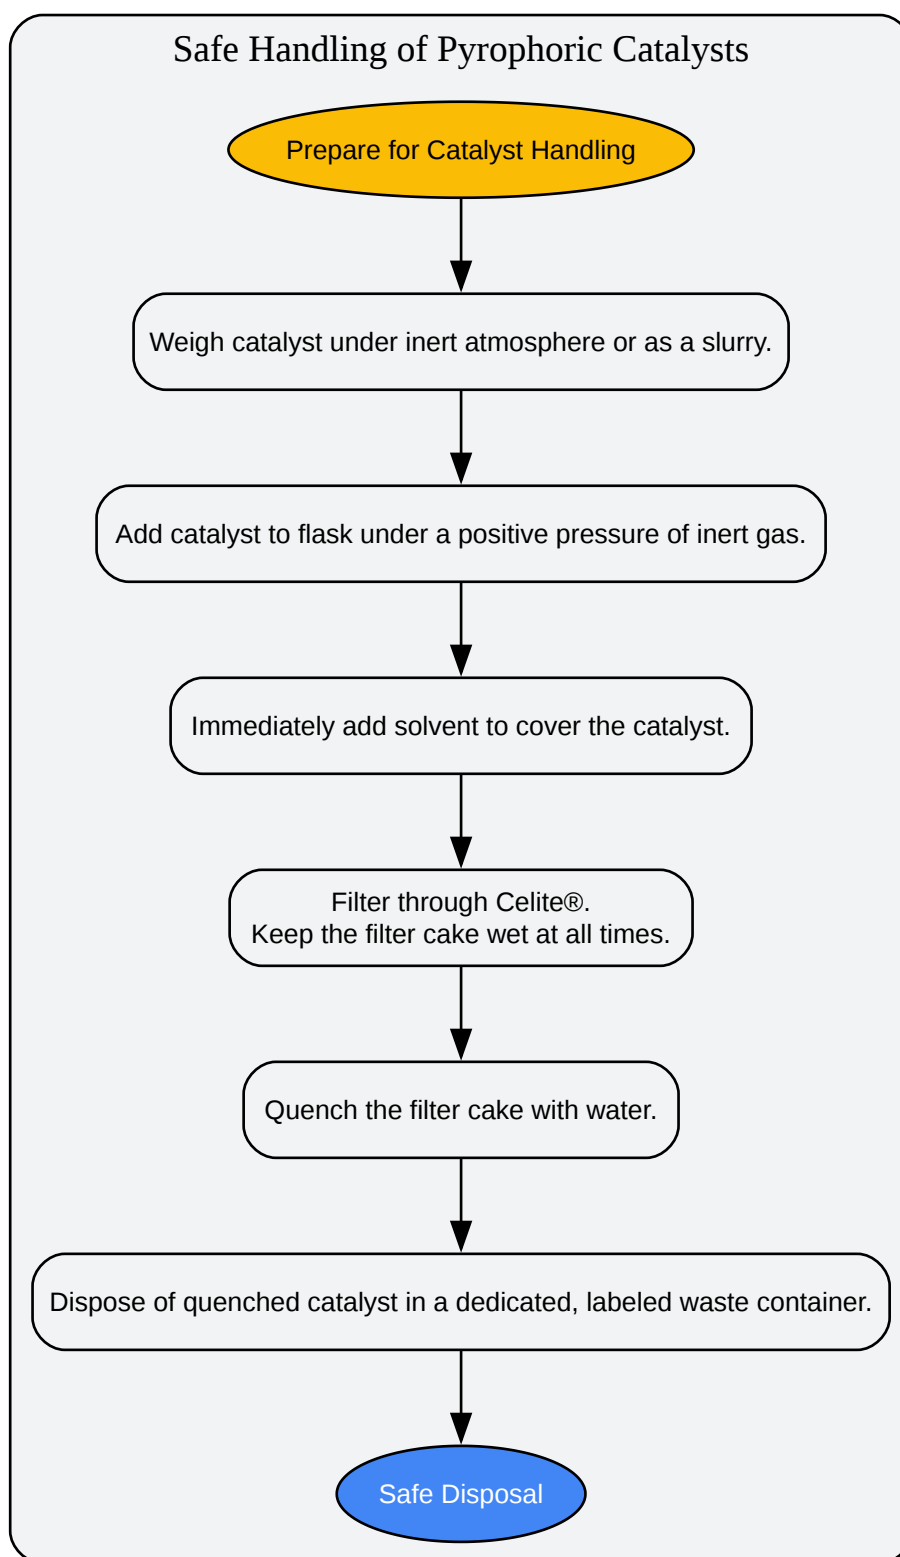 Safe Handling of Pyrophoric Catalysts
Prepare for Catalyst Handling
Weigh catalyst under inert atmosphere or as a slurry.
Add catalyst to flask under a positive pressure of inert gas.
Immediately add solvent to cover the catalyst.
Filter through Celite®.
Keep the filter cake wet at all times.
Quench the filter cake with water.
Dispose of quenched catalyst in a dedicated, labeled waste container.
Safe Disposal